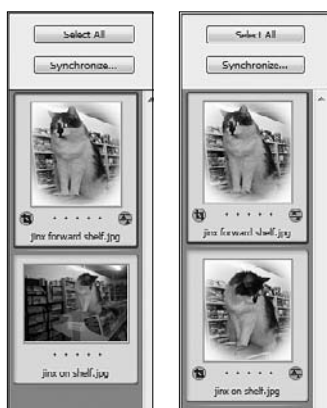 Select All
Synchronize...
jinx forward shelf.jpg
jinx on shelf.jpg
Select All
Synchronize...
jinx forward shelf.jpg
jinx on shelf.jpg